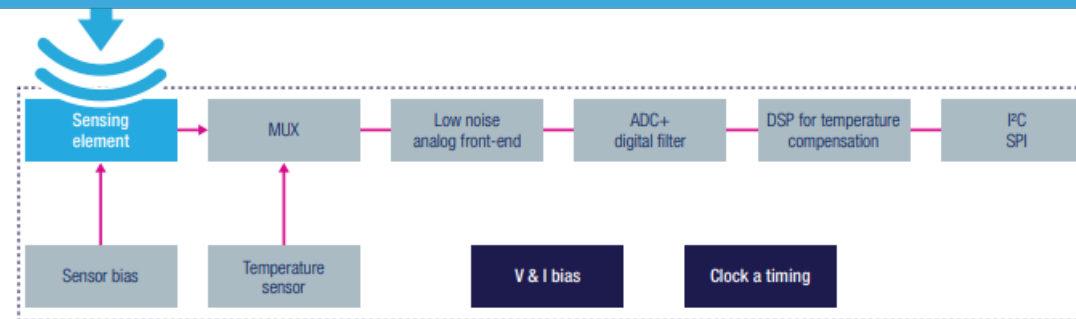 Sensing
element
MUX
Low noise
analog front-end
ADC+
digital filter
DSP for temperature
compensation
I²C
SPI
Sensor bias
Temperature
sensor
V & I bias
Clock a timing